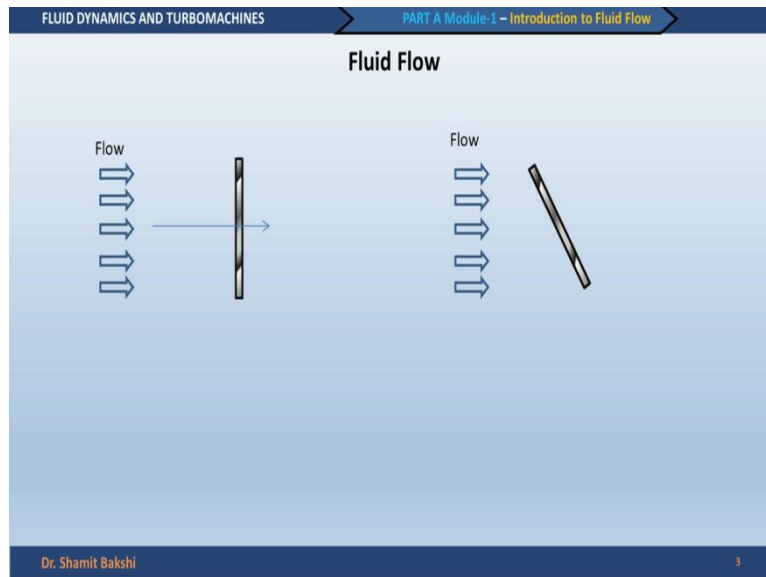 FLUID DYNAMICS AND TURBOMACHINES
PART A Module-1 – Introduction to Fluid Flow
Fluid Flow
Flow
Flow
Dr. Shamit Bakshi
3